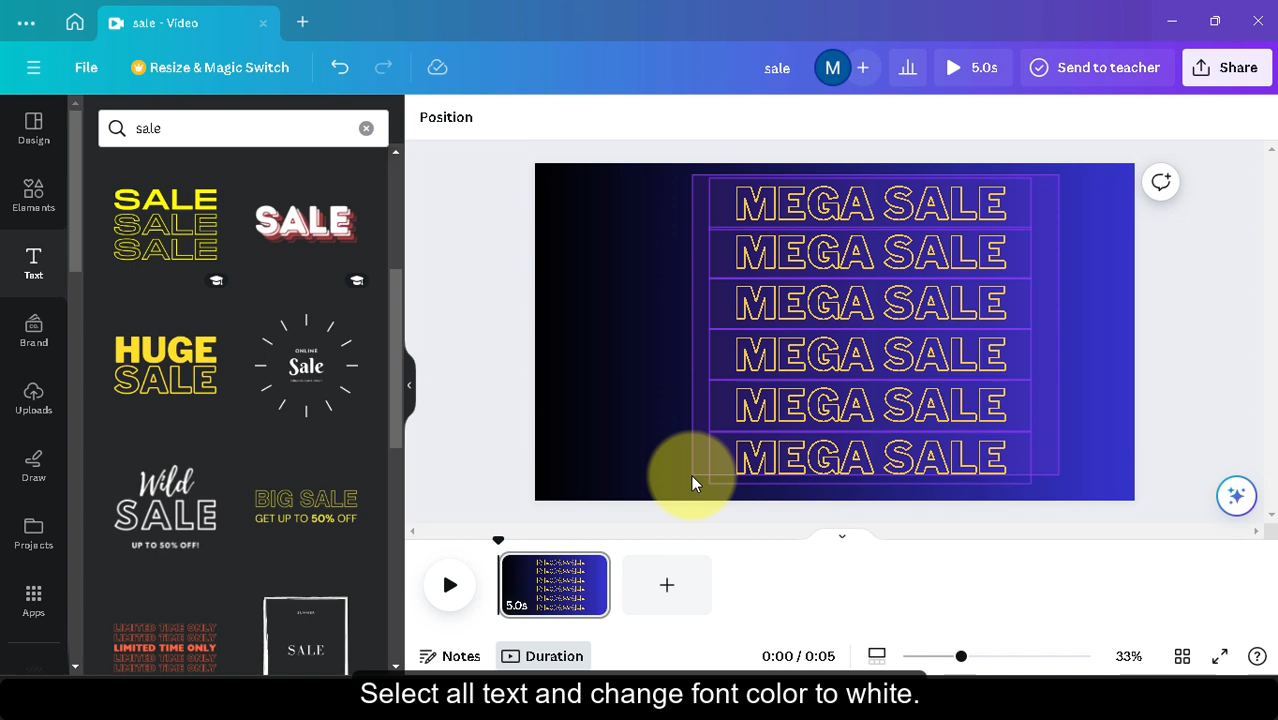 sale - Video
File
Resize & Magic Switch
sale
M
5.0s
Send to teacher
Share
Design
Elements
Text
Brand
Uploads
Draw
Projects
Apps
sale
SALE
SALE
SALE
SALE
HUGE
SALE
ONLINE
Sale
Wild
SALE
UP TO 50% OFF!
BIG SALE
GET UP TO 50% OFF
LIMITED TIME ONLY
LIMITED TIME ONLY
LIMITED TIME ONLY
LIMITED TIME ONLY
SUMMER
SALE
Position
MEGA SALE
MEGA SALE
MEGA SALE
MEGA SALE
MEGA SALE
MEGA SALE
5.0s
Notes
Duration
0:00 / 0:05
33%
Select all text and change font color to white.